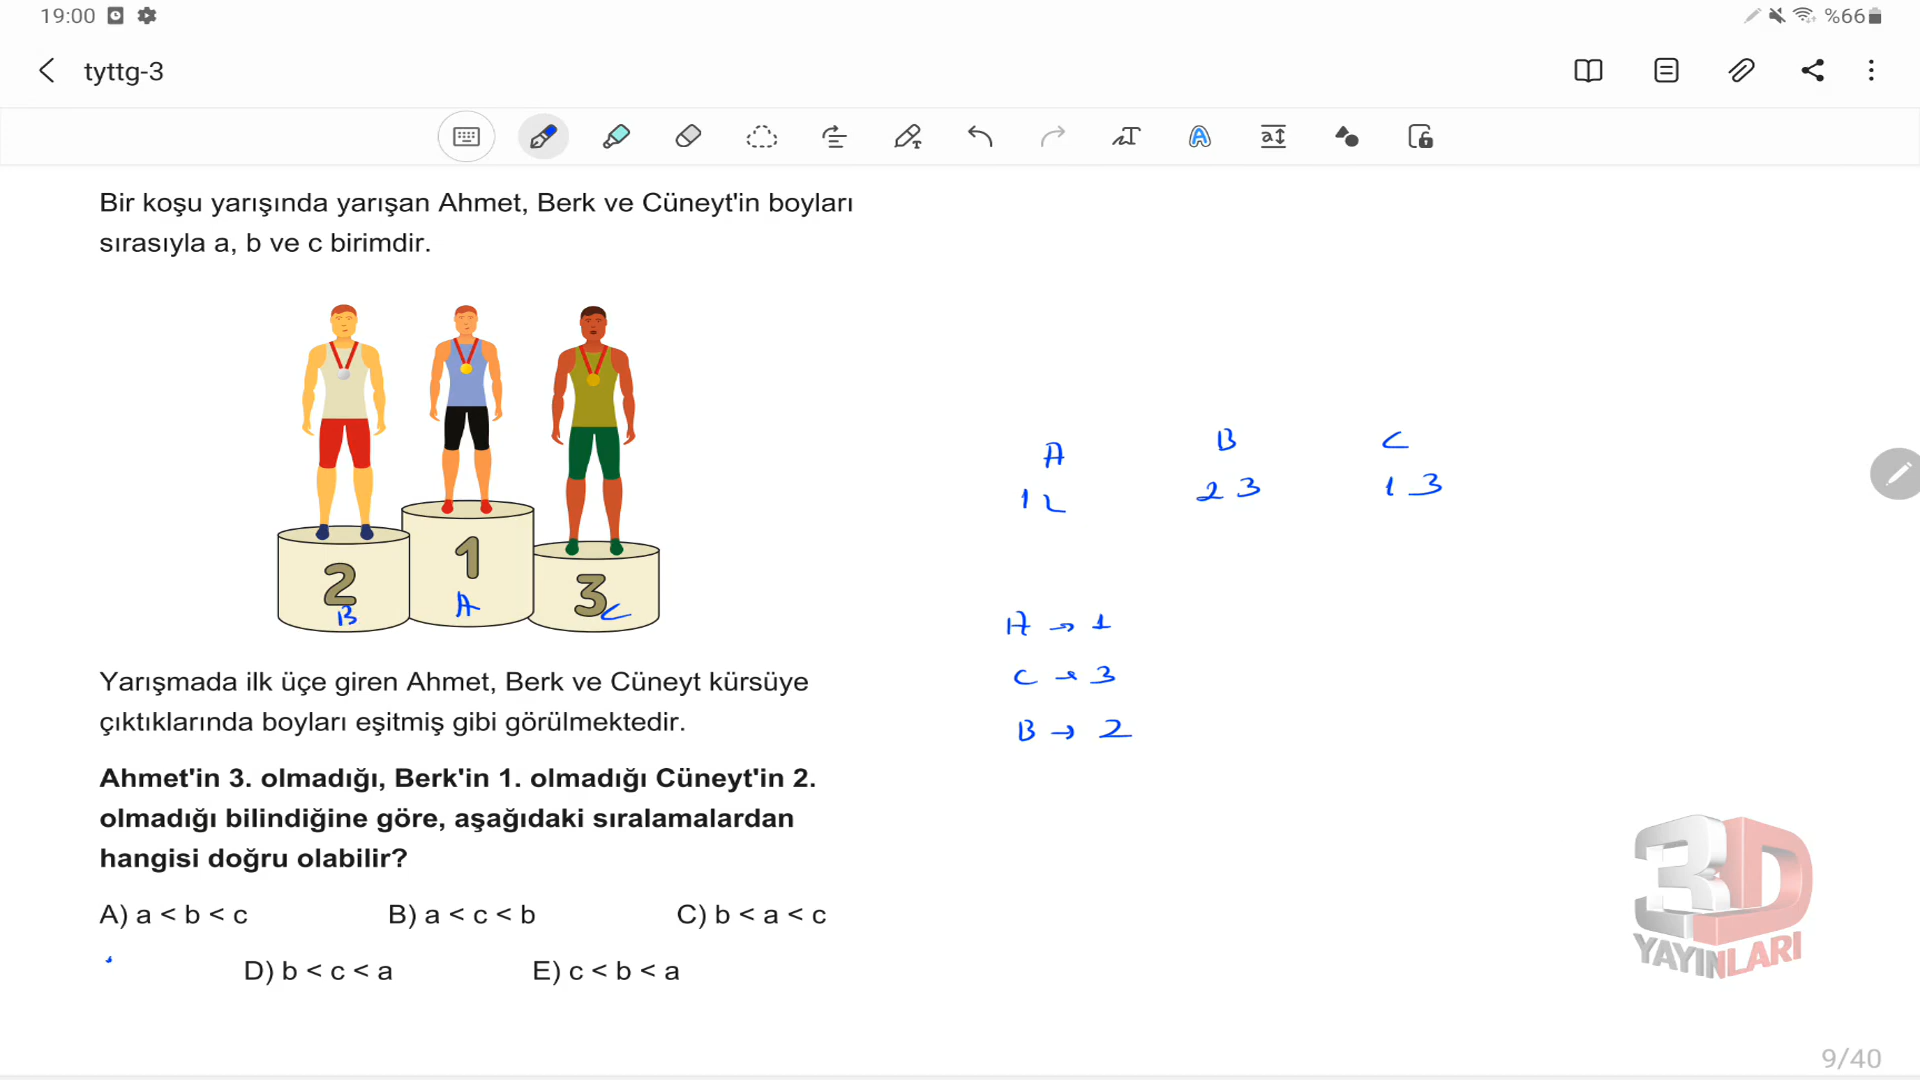 19:00
%66
tyttg-3
Bir koşu yarışında yarışan Ahmet, Berk ve Cüneyt'in boyları
sırasıyla a, b ve c birimdir.
2 1 3
B A C
A B C
1 2 2 3 1 3
A → 1
C → 3
B → 2
Yarışmada ilk üçe giren Ahmet, Berk ve Cüneyt kürsüye
çıktıklarında boyları eşitmiş gibi görülmektedir.
Ahmet'in 3. olmadığı, Berk'in 1. olmadığı Cüneyt'in 2.
olmadığı bilindiğine göre, aşağıdaki sıralamalardan
hangisi doğru olabilir?
A) a < b < c B) a < c < b C) b < a < c
D) b < c < a E) c < b < a
3D
YAYINLARI
9/40